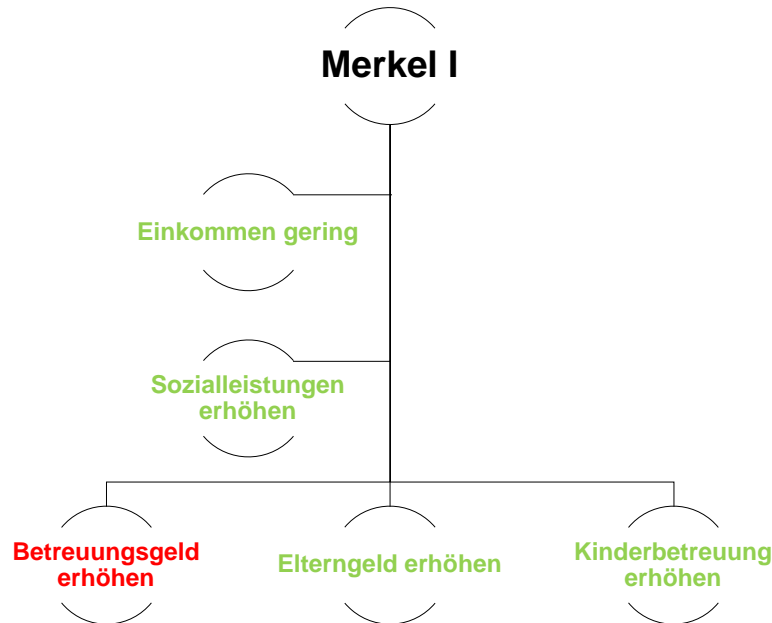 Merkel I
Einkommen gering
Sozialleistungen
erhöhen
Betreuungsgeld
erhöhen
Elterngeld erhöhen
Kinderbetreuung
erhöhen